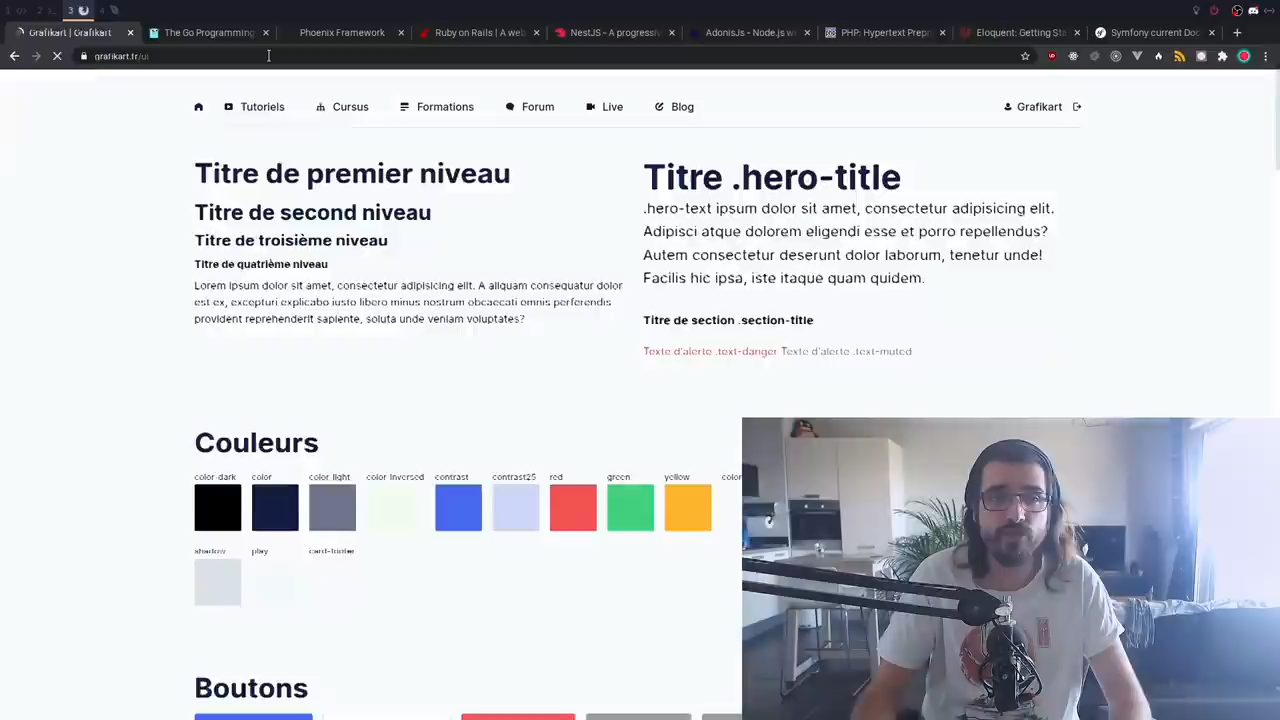 1
2
3
4
Grafikart | Grafikart
The Go Programming
Phoenix Framework
Ruby on Rails | A web
NestJS - A progressiv
AdonisJs - Node.js we
PHP: Hypertext Prepr
Eloquent: Getting Sta
Symfony current Doc
grafikart.fr/ui
Tutoriels
Cursus
Formations
Forum
Live
Blog
Grafikart
Titre de premier niveau
Titre de second niveau
Titre de troisième niveau
Titre de quatrième niveau
Lorem ipsum dolor sit amet, consectetur adipisicing elit. A aliquam consequatur dolor
est ex, excepturi explicabo iusto libero minus nostrum obcaecati omnis perferendis
provident reprehenderit sapiente, soluta unde veniam voluptates?
Titre .hero-title
.hero-text ipsum dolor sit amet, consectetur adipisicing elit.
Adipisci atque dolorem eligendi esse et porro repellendus?
Autem consectetur deserunt dolor laborum, tenetur unde!
Facilis hic ipsa, iste itaque quam quidem.
Titre de section .section-title
Texte d'alerte .text-danger Texte d'alerte .text-muted
Couleurs
color-dark
color
color_light
color-inversed
contrast
contrast25
red
green
yellow
shadow
play
card-footer
Boutons